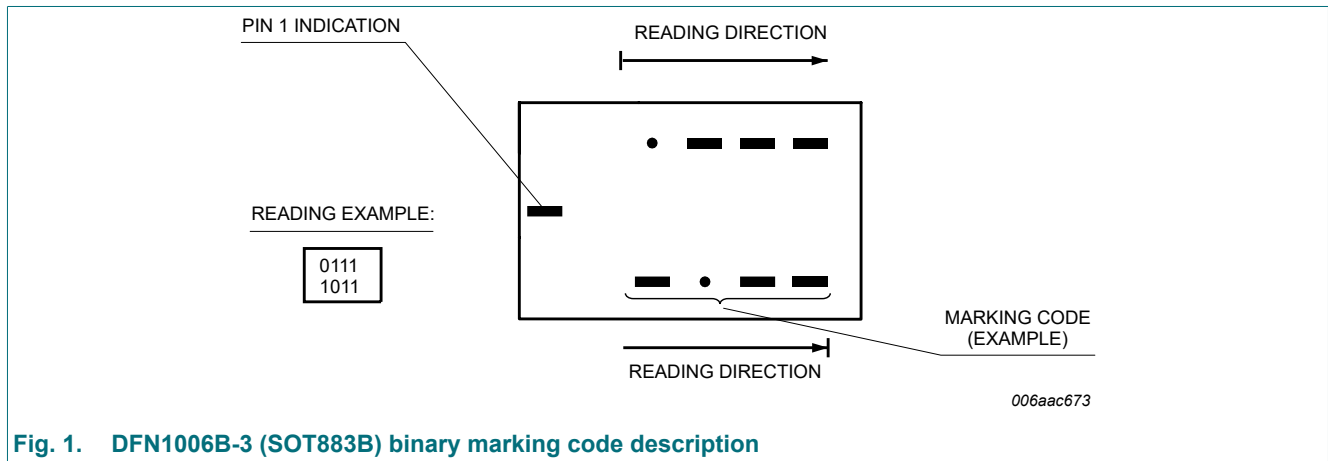 PIN 1 INDICATION
READING DIRECTION
READING EXAMPLE:
0111
1011
MARKING CODE
(EXAMPLE)
READING DIRECTION
006aac673
Fig. 1. DFN1006B-3 (SOT883B) binary marking code description